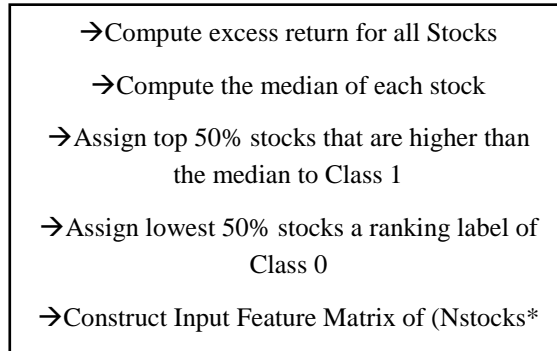 →Compute excess return for all Stocks
→Compute the median of each stock
→Assign top 50% stocks that are higher than
the median to Class 1
→Assign lowest 50% stocks a ranking label of
Class 0
→Construct Input Feature Matrix of (Nstocks*